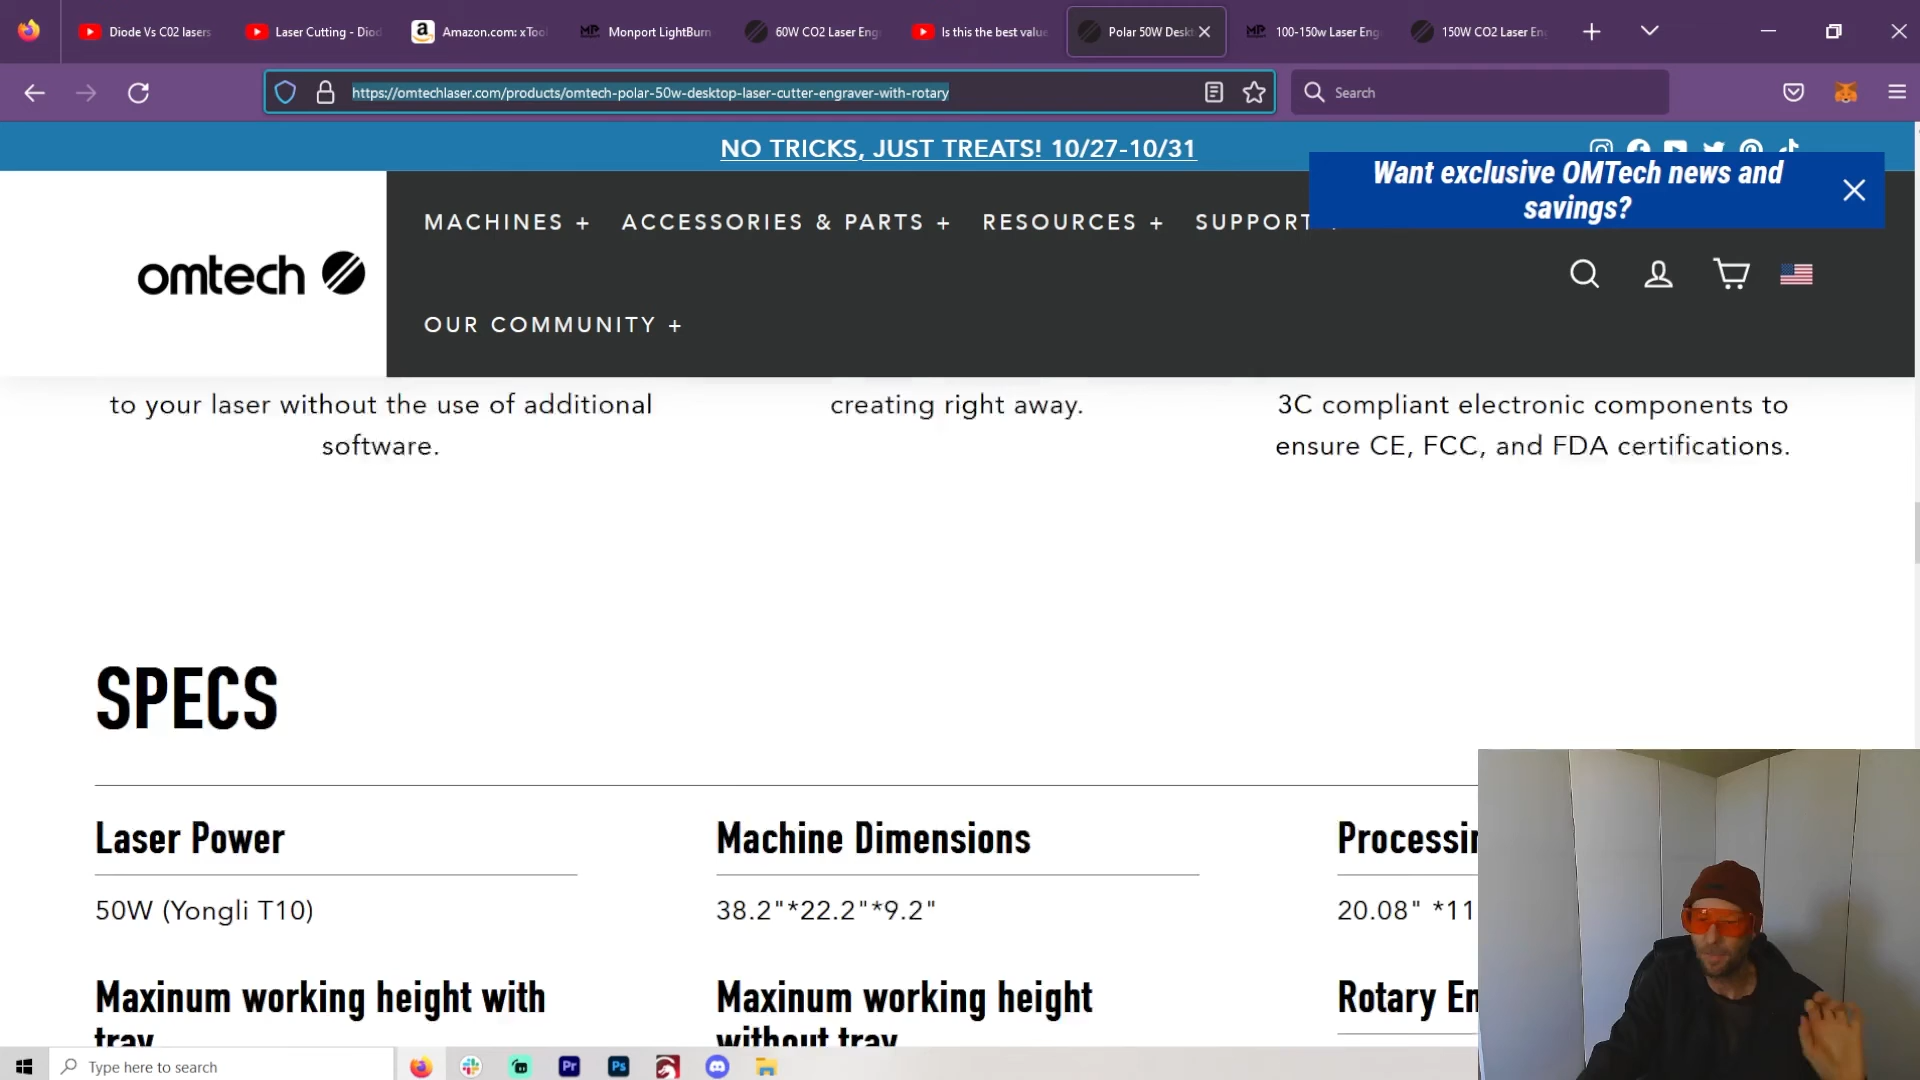 Diode Vs C02 lasers
Laser Cutting - Diod
Amazon.com: xTool
Monport LightBurn
60W CO2 Laser Eng
Is this the best value
Polar 50W Deskt
100-150w Laser Eng
150W CO2 Laser Eng
https://omtechlaser.com/products/omtech-polar-50w-desktop-laser-cutter-engraver-with-rotary
Search
NO TRICKS, JUST TREATS! 10/27-10/31
Want exclusive OMTech news and
savings?
MACHINES +
ACCESSORIES & PARTS +
RESOURCES +
SUPPORT
omtech
OUR COMMUNITY +
to your laser without the use of additional
software.
creating right away.
3C compliant electronic components to
ensure CE, FCC, and FDA certifications.
SPECS
Laser Power
Machine Dimensions
Processin
50W (Yongli T10)
38.2"*22.2"*9.2"
20.08" *11
Maxinum working height with
tray
Maxinum working height
without tray
Rotary En
Type here to search
Pr
Ps